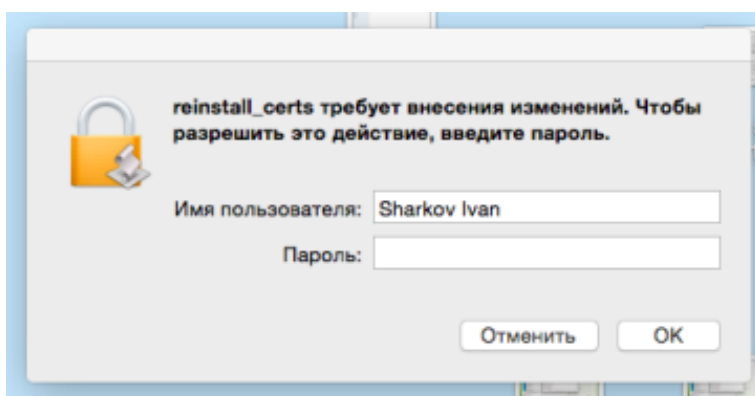 reinstall_certs требует внесения изменений. Чтобы
разрешить это действие, введите пароль.
Имя пользователя: Sharkov Ivan
Пароль:
Отменить OK